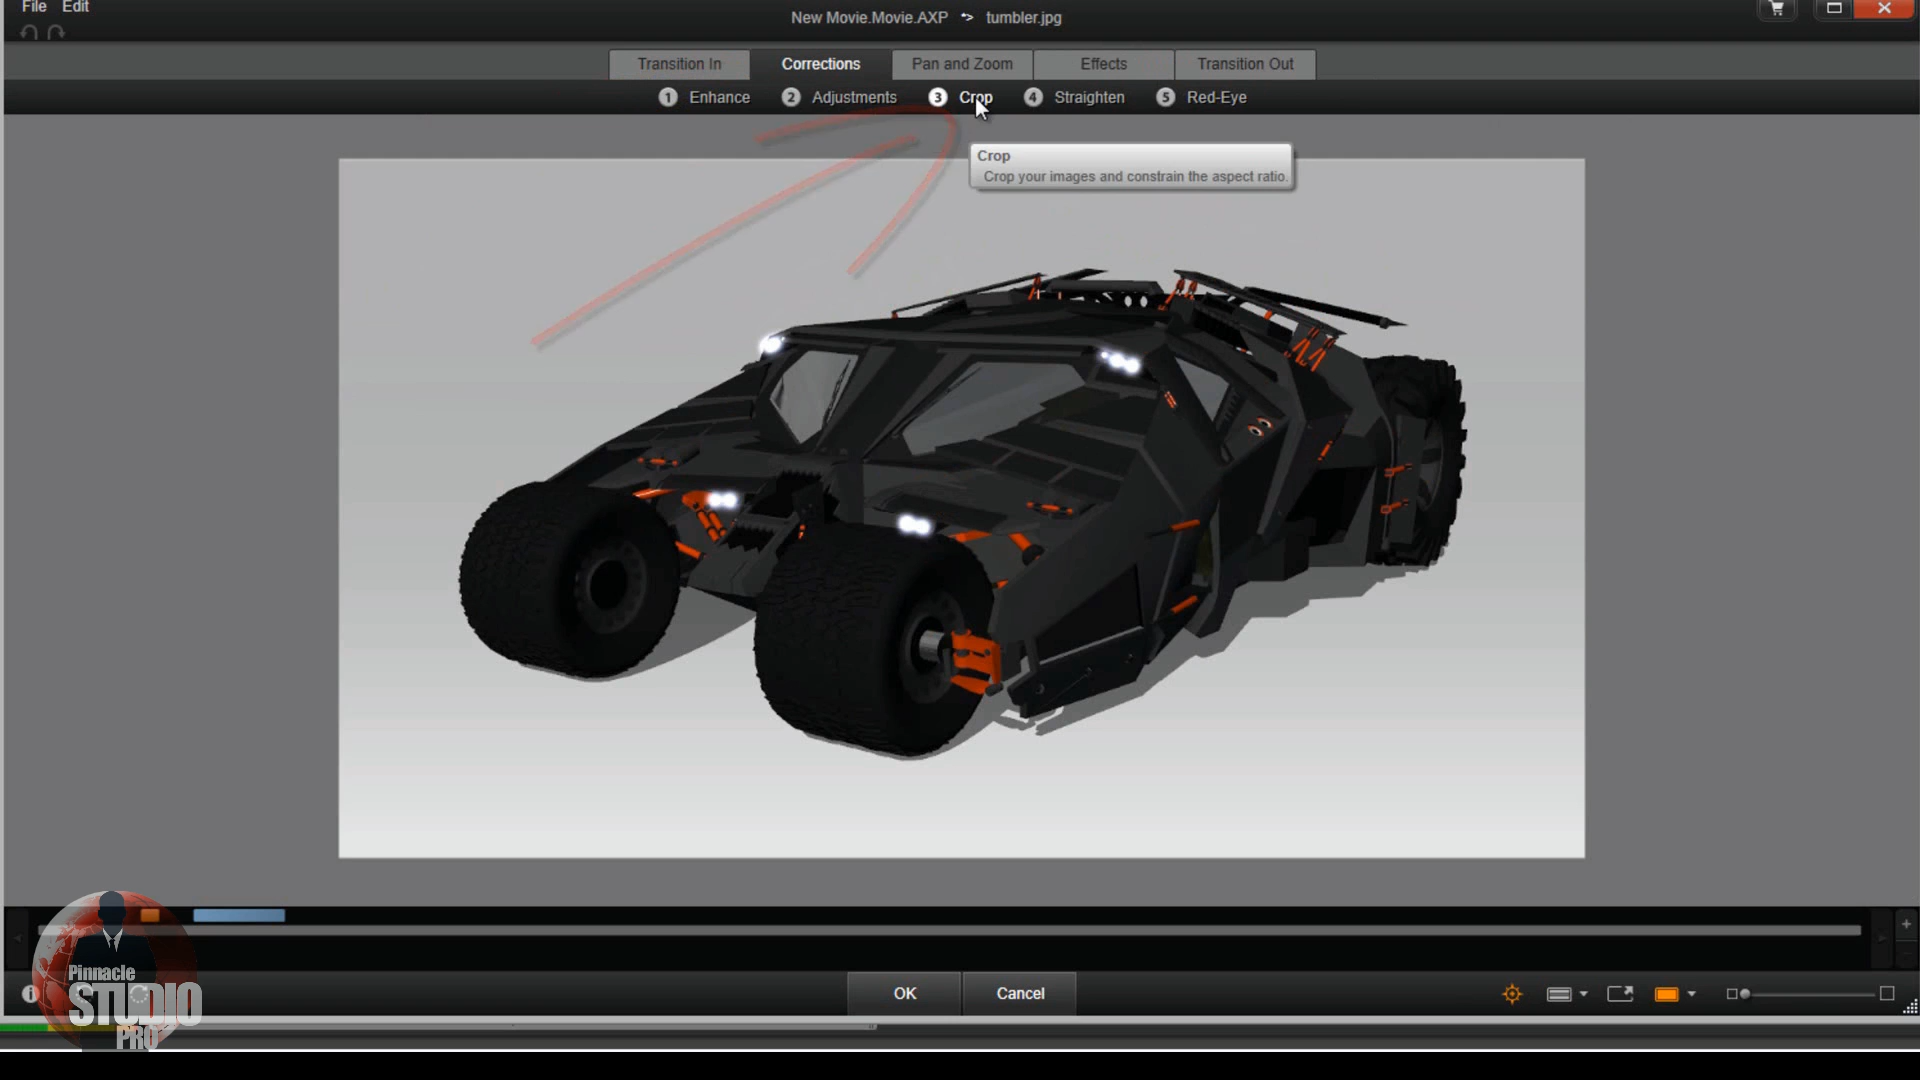 File Edit
New Movie.Movie.AXP > tumbler.jpg
Transition In Corrections Pan and Zoom Effects Transition Out
1 Enhance 2 Adjustments 3 Crop 4 Straighten 5 Red-Eye
Crop
Crop your images and constrain the aspect ratio.
Pinnacle
STUDIO
PRO
OK Cancel